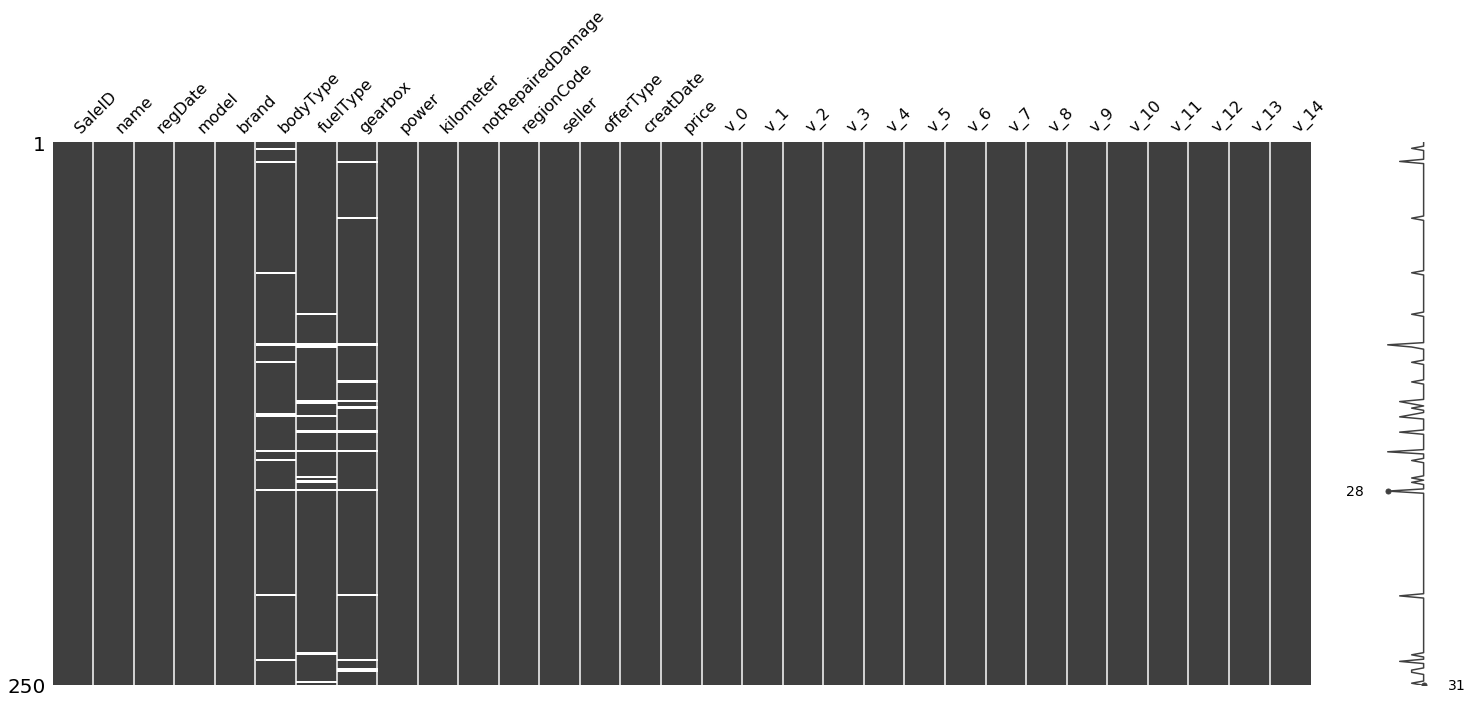 SaleID
name
regDate
model
brand
bodyType
fuelType
gearbox
power
kilometer
notRepairedDamage
regionCode
seller
offerType
creatDate
price
v_0
v_1
v_2
v_3
v_4
v_5
v_6
v_7
v_8
v_9
v_10
v_11
v_12
v_13
v_14
1
28
250
31